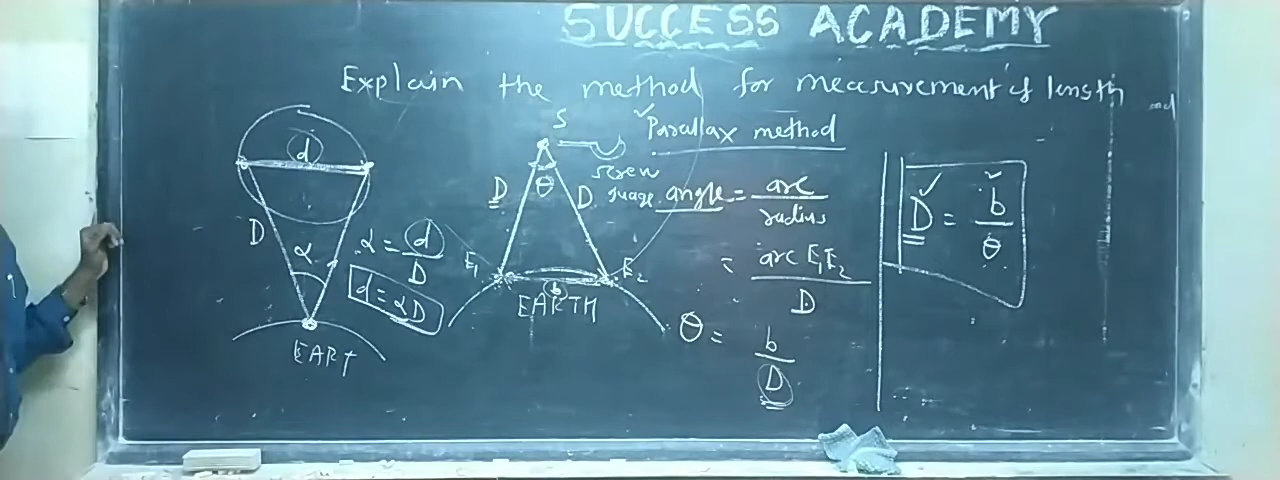 SUCCESS ACADEMY
Explain the method for measurement of length
Parallax method
d
D
α
α = d / D
d = αD
EART
S
screw
guage
θ
D
D
E1
E2
b
EARTH
angle = arc / radius
= arc E1E2 / D
θ = b / D
D = b / θ